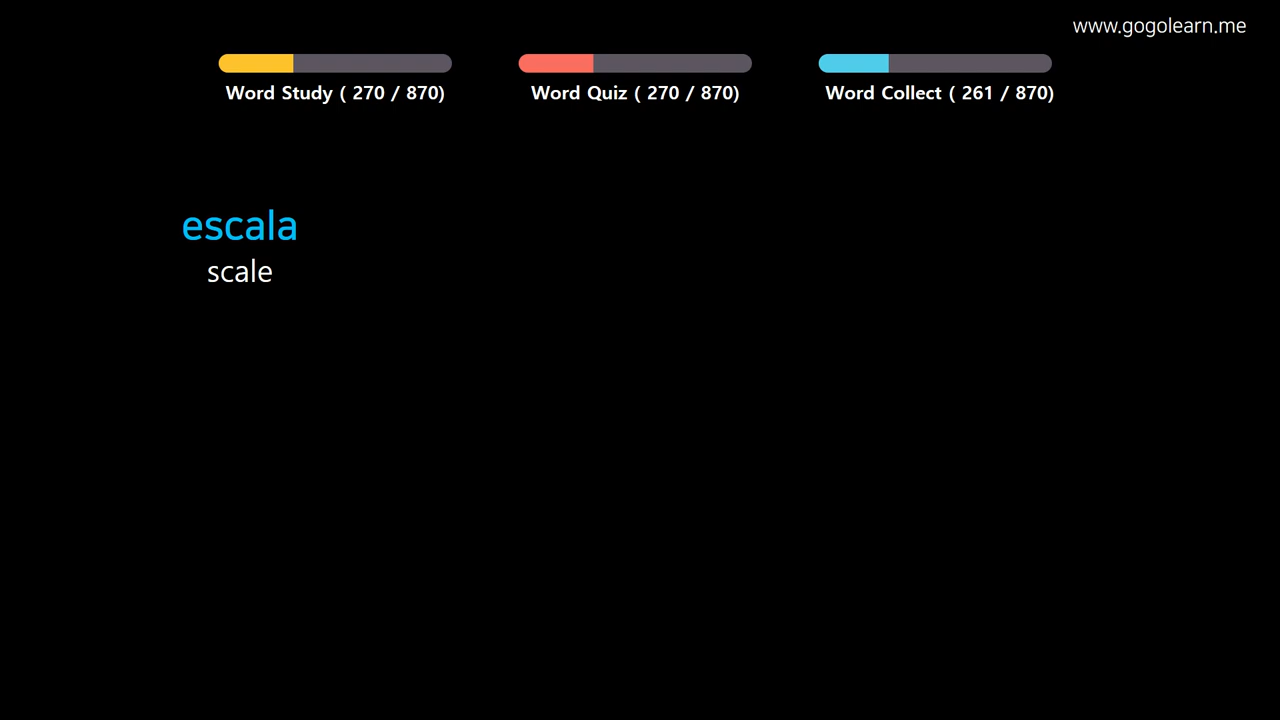 www.gogolearn.me
Word Study ( 270 / 870)
Word Quiz ( 270 / 870)
Word Collect ( 261 / 870)
escala
scale